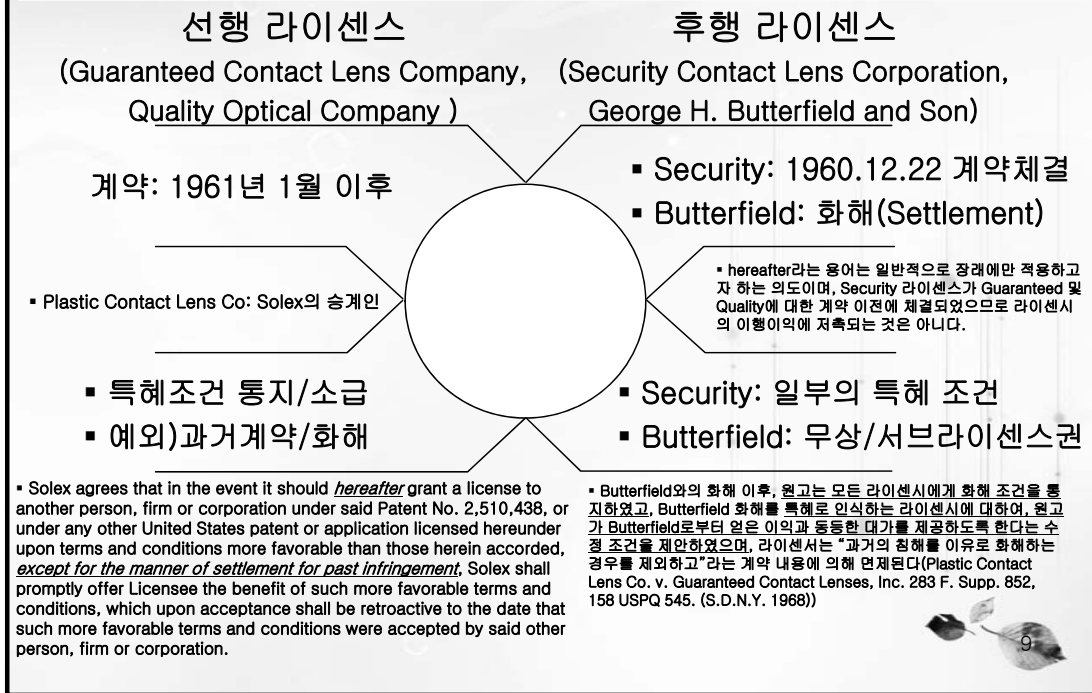 선행 라이센스
(Guaranteed Contact Lens Company,
Quality Optical Company )
후행 라이센스
(Security Contact Lens Corporation,
George H. Butterfield and Son)
계약: 1961년 1월 이후
▪ Security: 1960.12.22 계약체결
▪ Butterfield: 화해(Settlement)
▪ Plastic Contact Lens Co: Solex의 승계인
▪ hereafter라는 용어는 일반적으로 장래에만 적용하고
자 하는 의도이며, Security 라이센스가 Guaranteed 및
Quality에 대한 계약 이전에 체결되었으므로 라이센시
의 이행이익에 저촉되는 것은 아니다.
▪ 특혜조건 통지/소급
▪ 예외)과거계약/화해
▪ Security: 일부의 특혜 조건
▪ Butterfield: 무상/서브라이센스권
▪ Solex agrees that in the event it should hereafter grant a license to
another person, firm or corporation under said Patent No. 2,510,438, or
under any other United States patent or application licensed hereunder
upon terms and conditions more favorable than those herein accorded,
except for the manner of settlement for past infringement, Solex shall
promptly offer Licensee the benefit of such more favorable terms and
conditions, which upon acceptance shall be retroactive to the date that
such more favorable terms and conditions were accepted by said other
person, firm or corporation.
▪ Butterfield와의 화해 이후, 원고는 모든 라이센시에게 화해 조건을 통
지하였고, Butterfield 화해를 특혜로 인식하는 라이센시에 대하여, 원고
가 Butterfield로부터 얻은 이익과 동등한 대가를 제공하도록 한다는 수
정 조건을 제안하였으며, 라이센서는 “과거의 침해를 이유로 화해하는
경우를 제외하고”라는 계약 내용에 의해 면제된다(Plastic Contact
Lens Co. v. Guaranteed Contact Lenses, Inc. 283 F. Supp. 852,
158 USPQ 545. (S.D.N.Y. 1968))
9